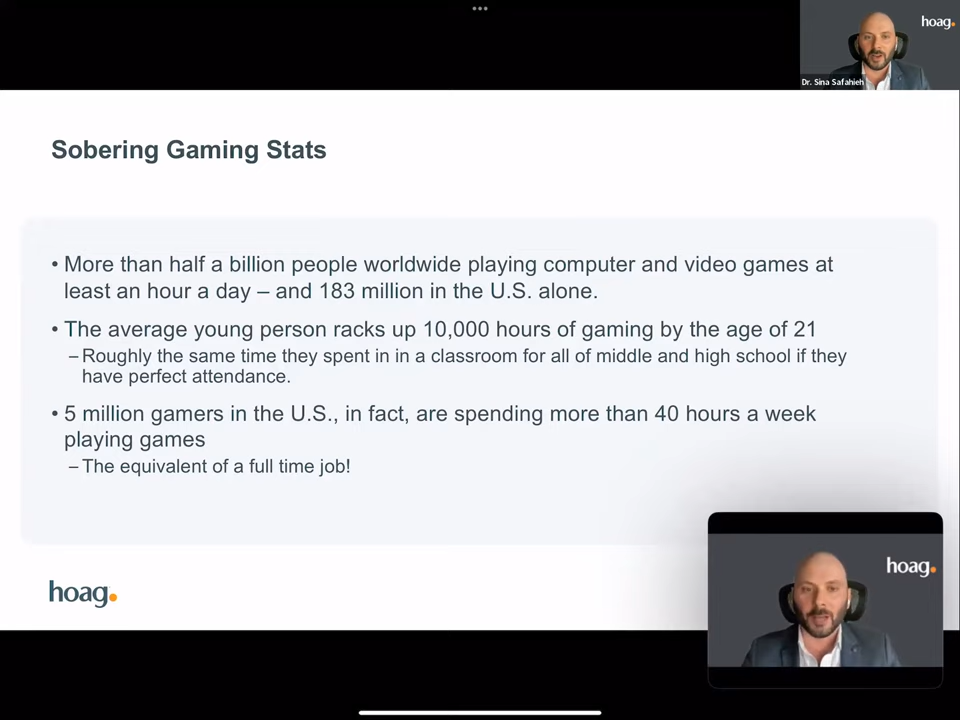 hoag.
Dr. Sina Safahieh
Sobering Gaming Stats
• More than half a billion people worldwide playing computer and video games at
least an hour a day – and 183 million in the U.S. alone.
• The average young person racks up 10,000 hours of gaming by the age of 21
– Roughly the same time they spent in in a classroom for all of middle and high school if they
have perfect attendance.
• 5 million gamers in the U.S., in fact, are spending more than 40 hours a week
playing games
– The equivalent of a full time job!
hoag.
hoag.